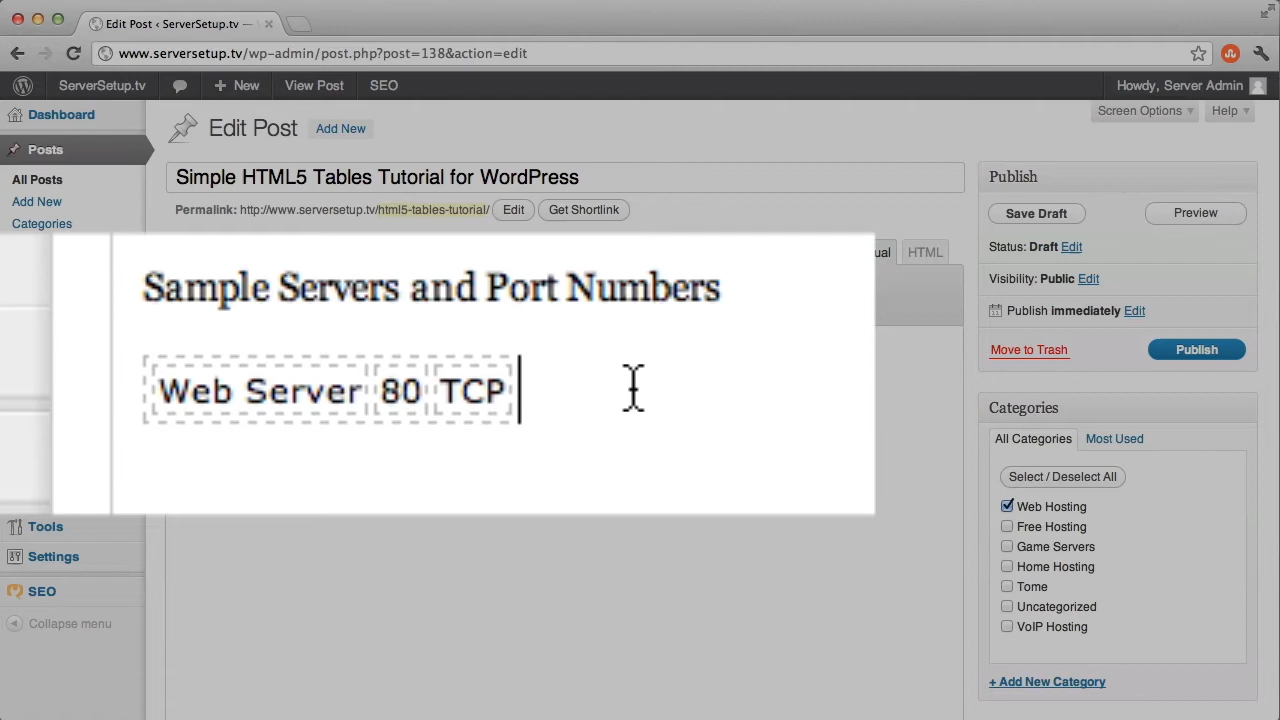 Edit Post ‹ ServerSetup.tv —
www.serversetup.tv/wp-admin/post.php?post=138&action=edit
ServerSetup.tv + New View Post SEO Howdy, Server Admin
Screen Options Help
Dashboard
Edit Post Add New
Posts
All Posts
Add New
Categories
Simple HTML5 Tables Tutorial for WordPress
Permalink: http://www.serversetup.tv/html5-tables-tutorial/ Edit Get Shortlink
ual HTML
Sample Servers and Port Numbers
Web Server 80 TCP
Tools
Settings
SEO
Collapse menu
Publish
Save Draft Preview
Status: Draft Edit
Visibility: Public Edit
Publish immediately Edit
Move to Trash Publish
Categories
All Categories Most Used
Select / Deselect All
Web Hosting
Free Hosting
Game Servers
Home Hosting
Tome
Uncategorized
VoIP Hosting
+ Add New Category